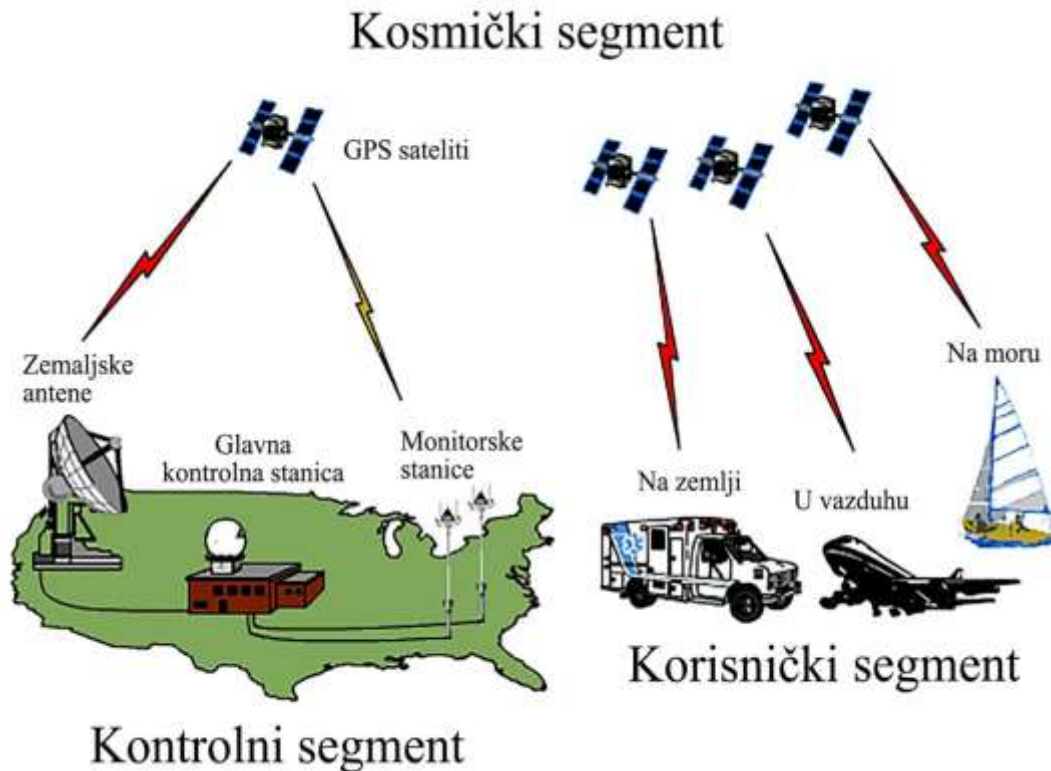 Kosmički segment
GPS sateliti
Zemaljske
antene
Glavna
kontrolna stanica
Monitorske
stanice
Na moru
Na zemlji
U vazduhu
Korisnički segment
Kontrolni segment